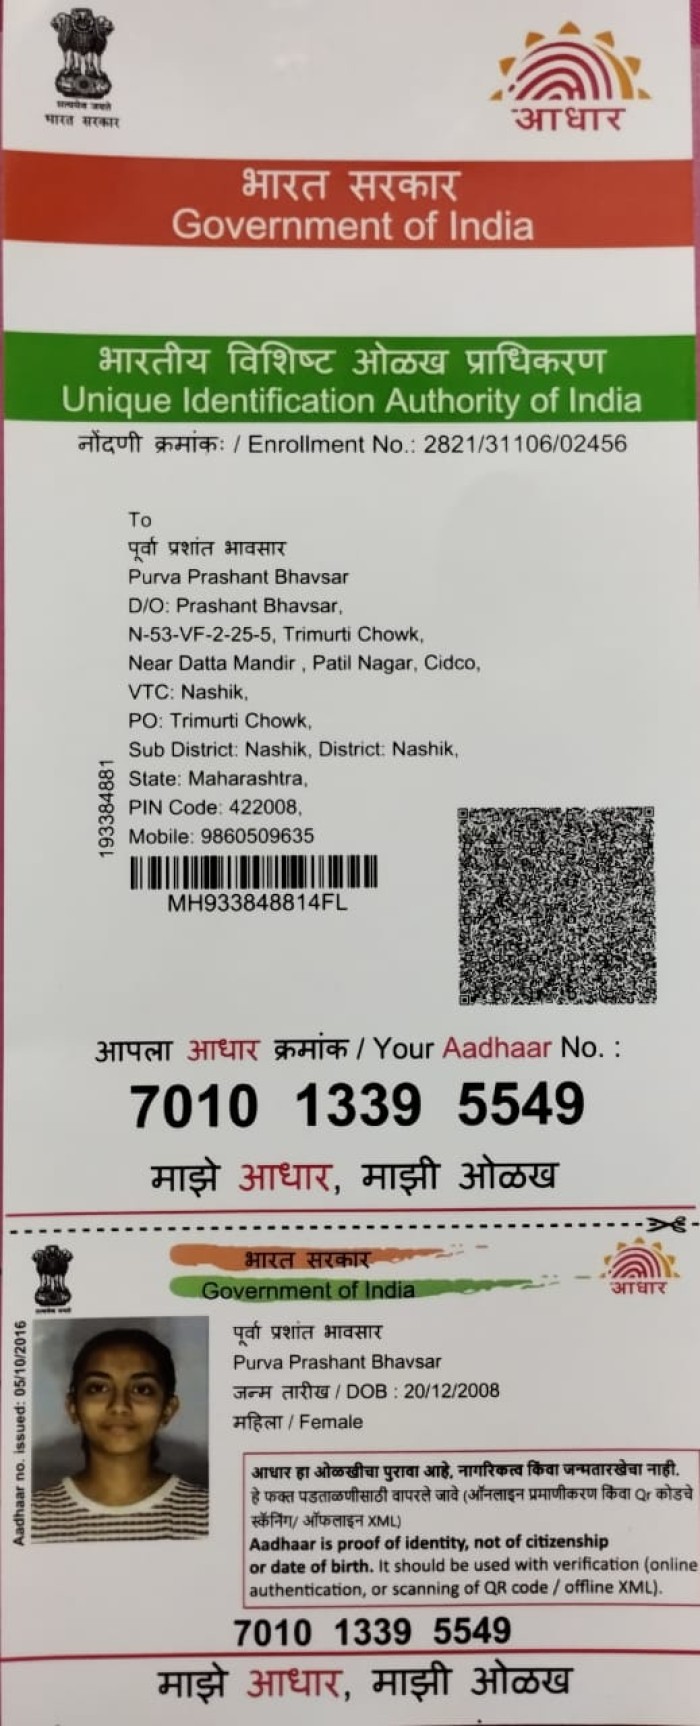 सत्यमेव जयते
भारत सरकार
आधार
भारत सरकार
Government of India
भारतीय विशिष्ट ओळख प्राधिकरण
Unique Identification Authority of India
नोंदणी क्रमांकः / Enrollment No.: 2821/31106/02456
To
पूर्वा प्रशांत भावसार
Purva Prashant Bhavsar
D/O: Prashant Bhavsar,
N-53-VF-2-25-5, Trimurti Chowk,
Near Datta Mandir , Patil Nagar, Cidco,
VTC: Nashik,
PO: Trimurti Chowk,
Sub District: Nashik, District: Nashik,
State: Maharashtra,
PIN Code: 422008,
Mobile: 9860509635
193384881
MH933848814FL
आपला आधार क्रमांक / Your Aadhaar No. :
7010 1339 5549
माझे आधार, माझी ओळख
भारत सरकार
Government of India
आधार
Aadhaar no. issued: 05/10/2016
पूर्वा प्रशांत भावसार
Purva Prashant Bhavsar
जन्म तारीख / DOB : 20/12/2008
महिला / Female
आधार हा ओळखीचा पुरावा आहे, नागरिकत्व किंवा जन्मतारखेचा नाही.
हे फक्त पडताळणीसाठी वापरले जावे (ऑनलाइन प्रमाणीकरण किंवा Qr कोडचे
स्कॅनिंग/ ऑफलाइन XML)
Aadhaar is proof of identity, not of citizenship
or date of birth. It should be used with verification (online
authentication, or scanning of QR code / offline XML).
7010 1339 5549
माझे आधार, माझी ओळख